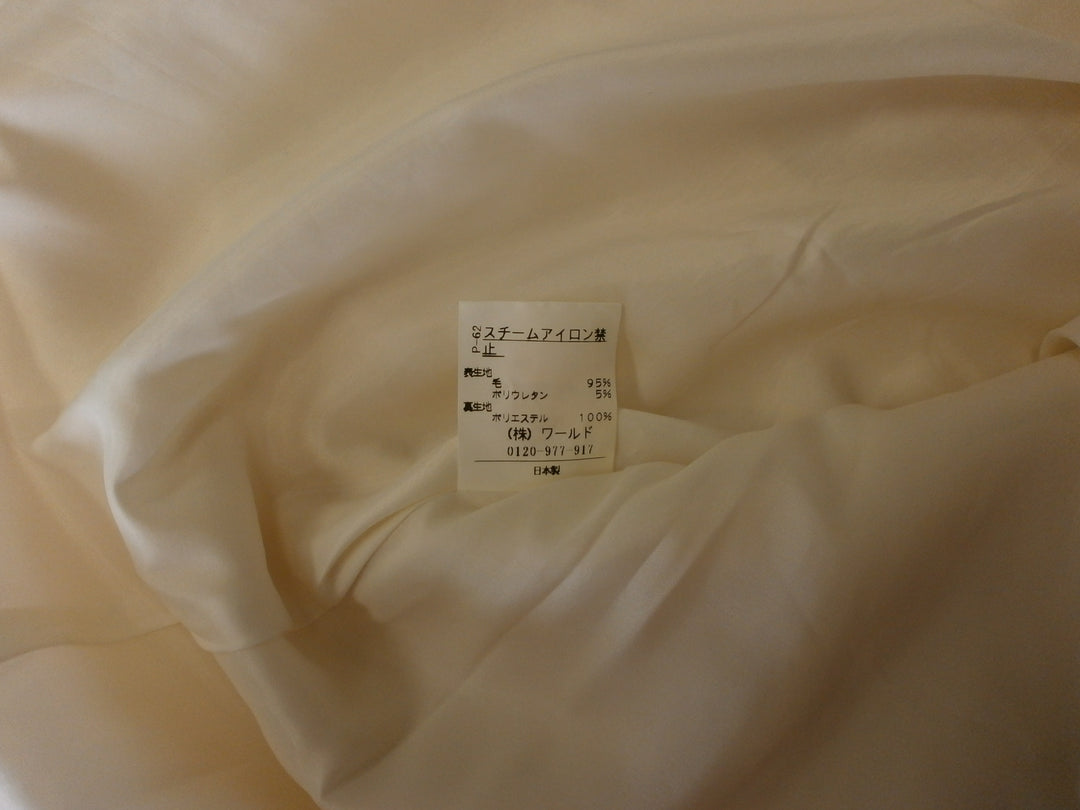 P-62
スチームアイロン禁
止
表生地
毛 95%
ポリウレタン 5%
裏生地
ポリエステル 100%
(株)ワールド
0120-977-917
日本製